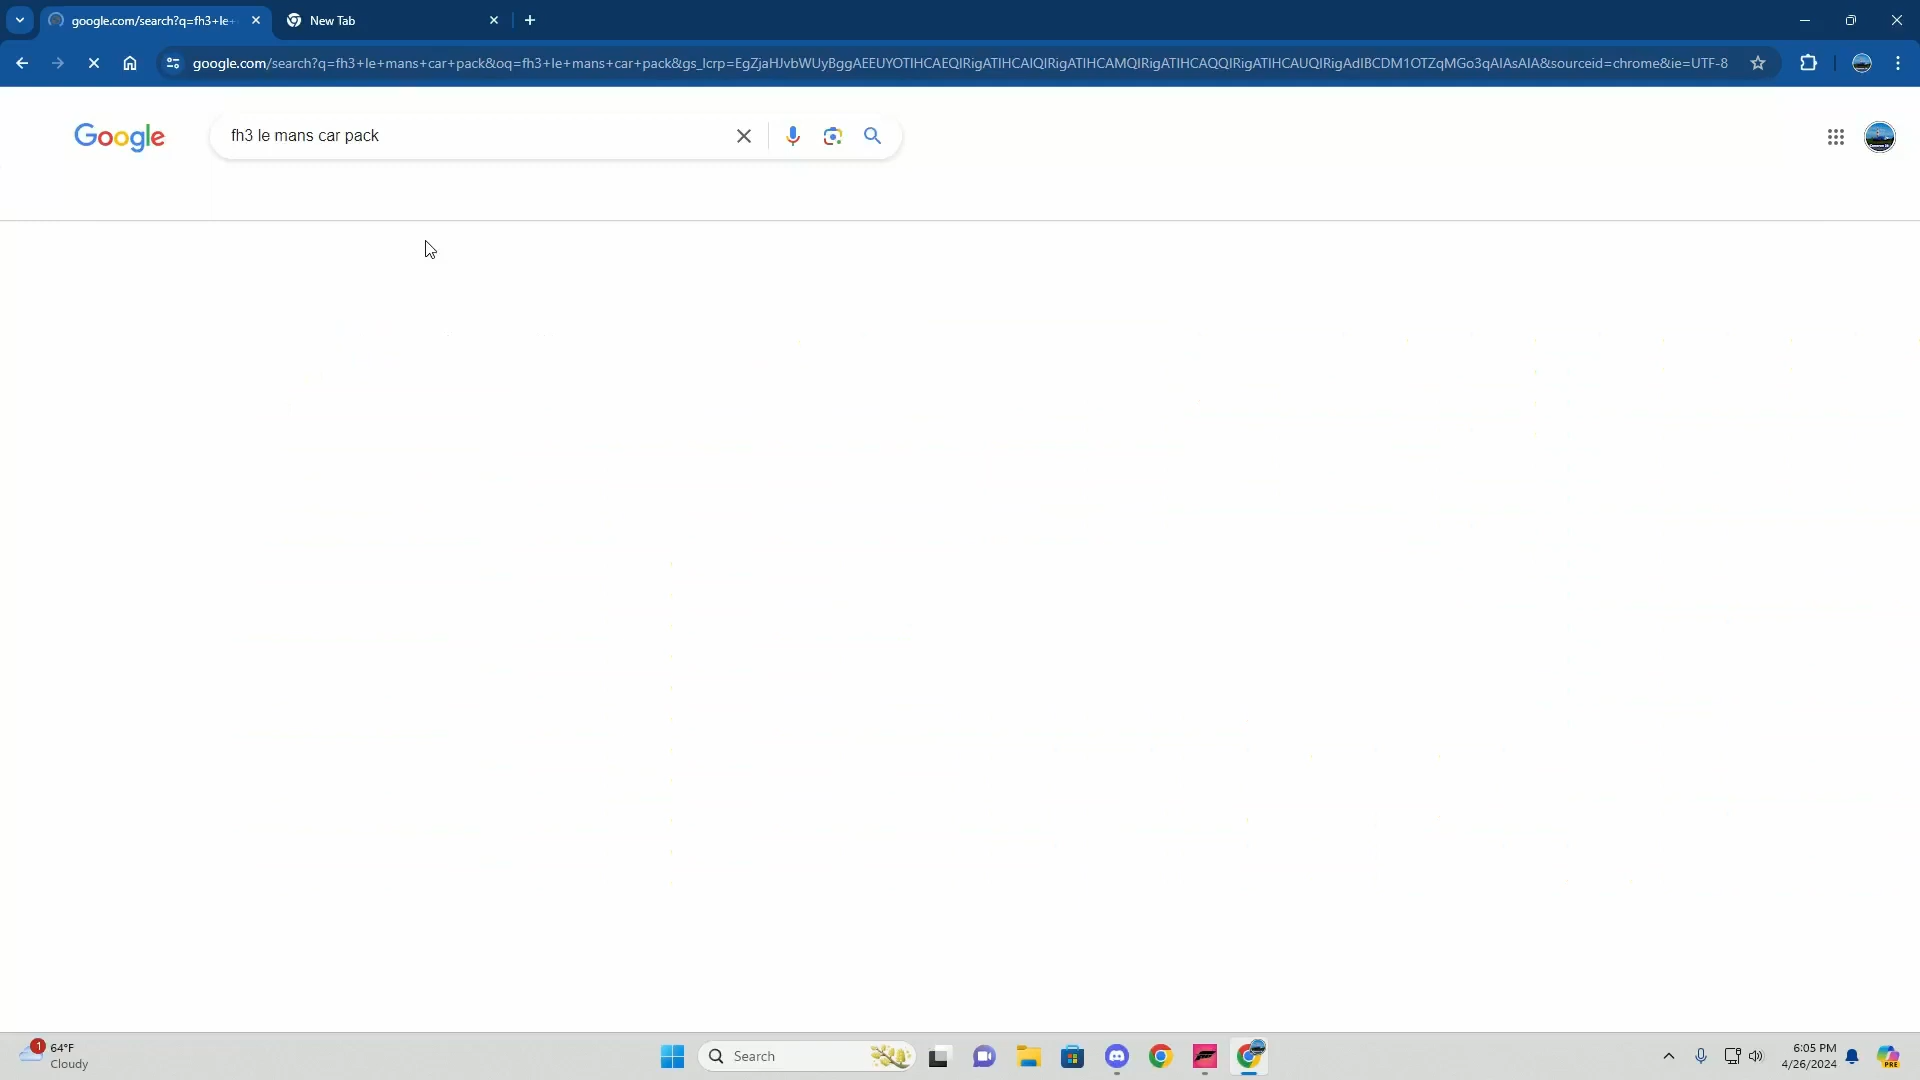 google.com/search?q=fh3+le+
New Tab
google.com/search?q=fh3+le+mans+car+pack&oq=fh3+le+mans+car+pack&gs_lcrp=EgZjaHJvbWUyBggAEEUYOTIHCAEQIRigATIHCAIQIRigATIHCAMQIRigATIHCAQQIRigATIHCAUQIRigAdIBCDM1OTZqMGo3qAIAsAIA&sourceid=chrome&ie=UTF-8
Google
fh3 le mans car pack
1
64°F
Cloudy
Search
6:05 PM
4/26/2024
PRE